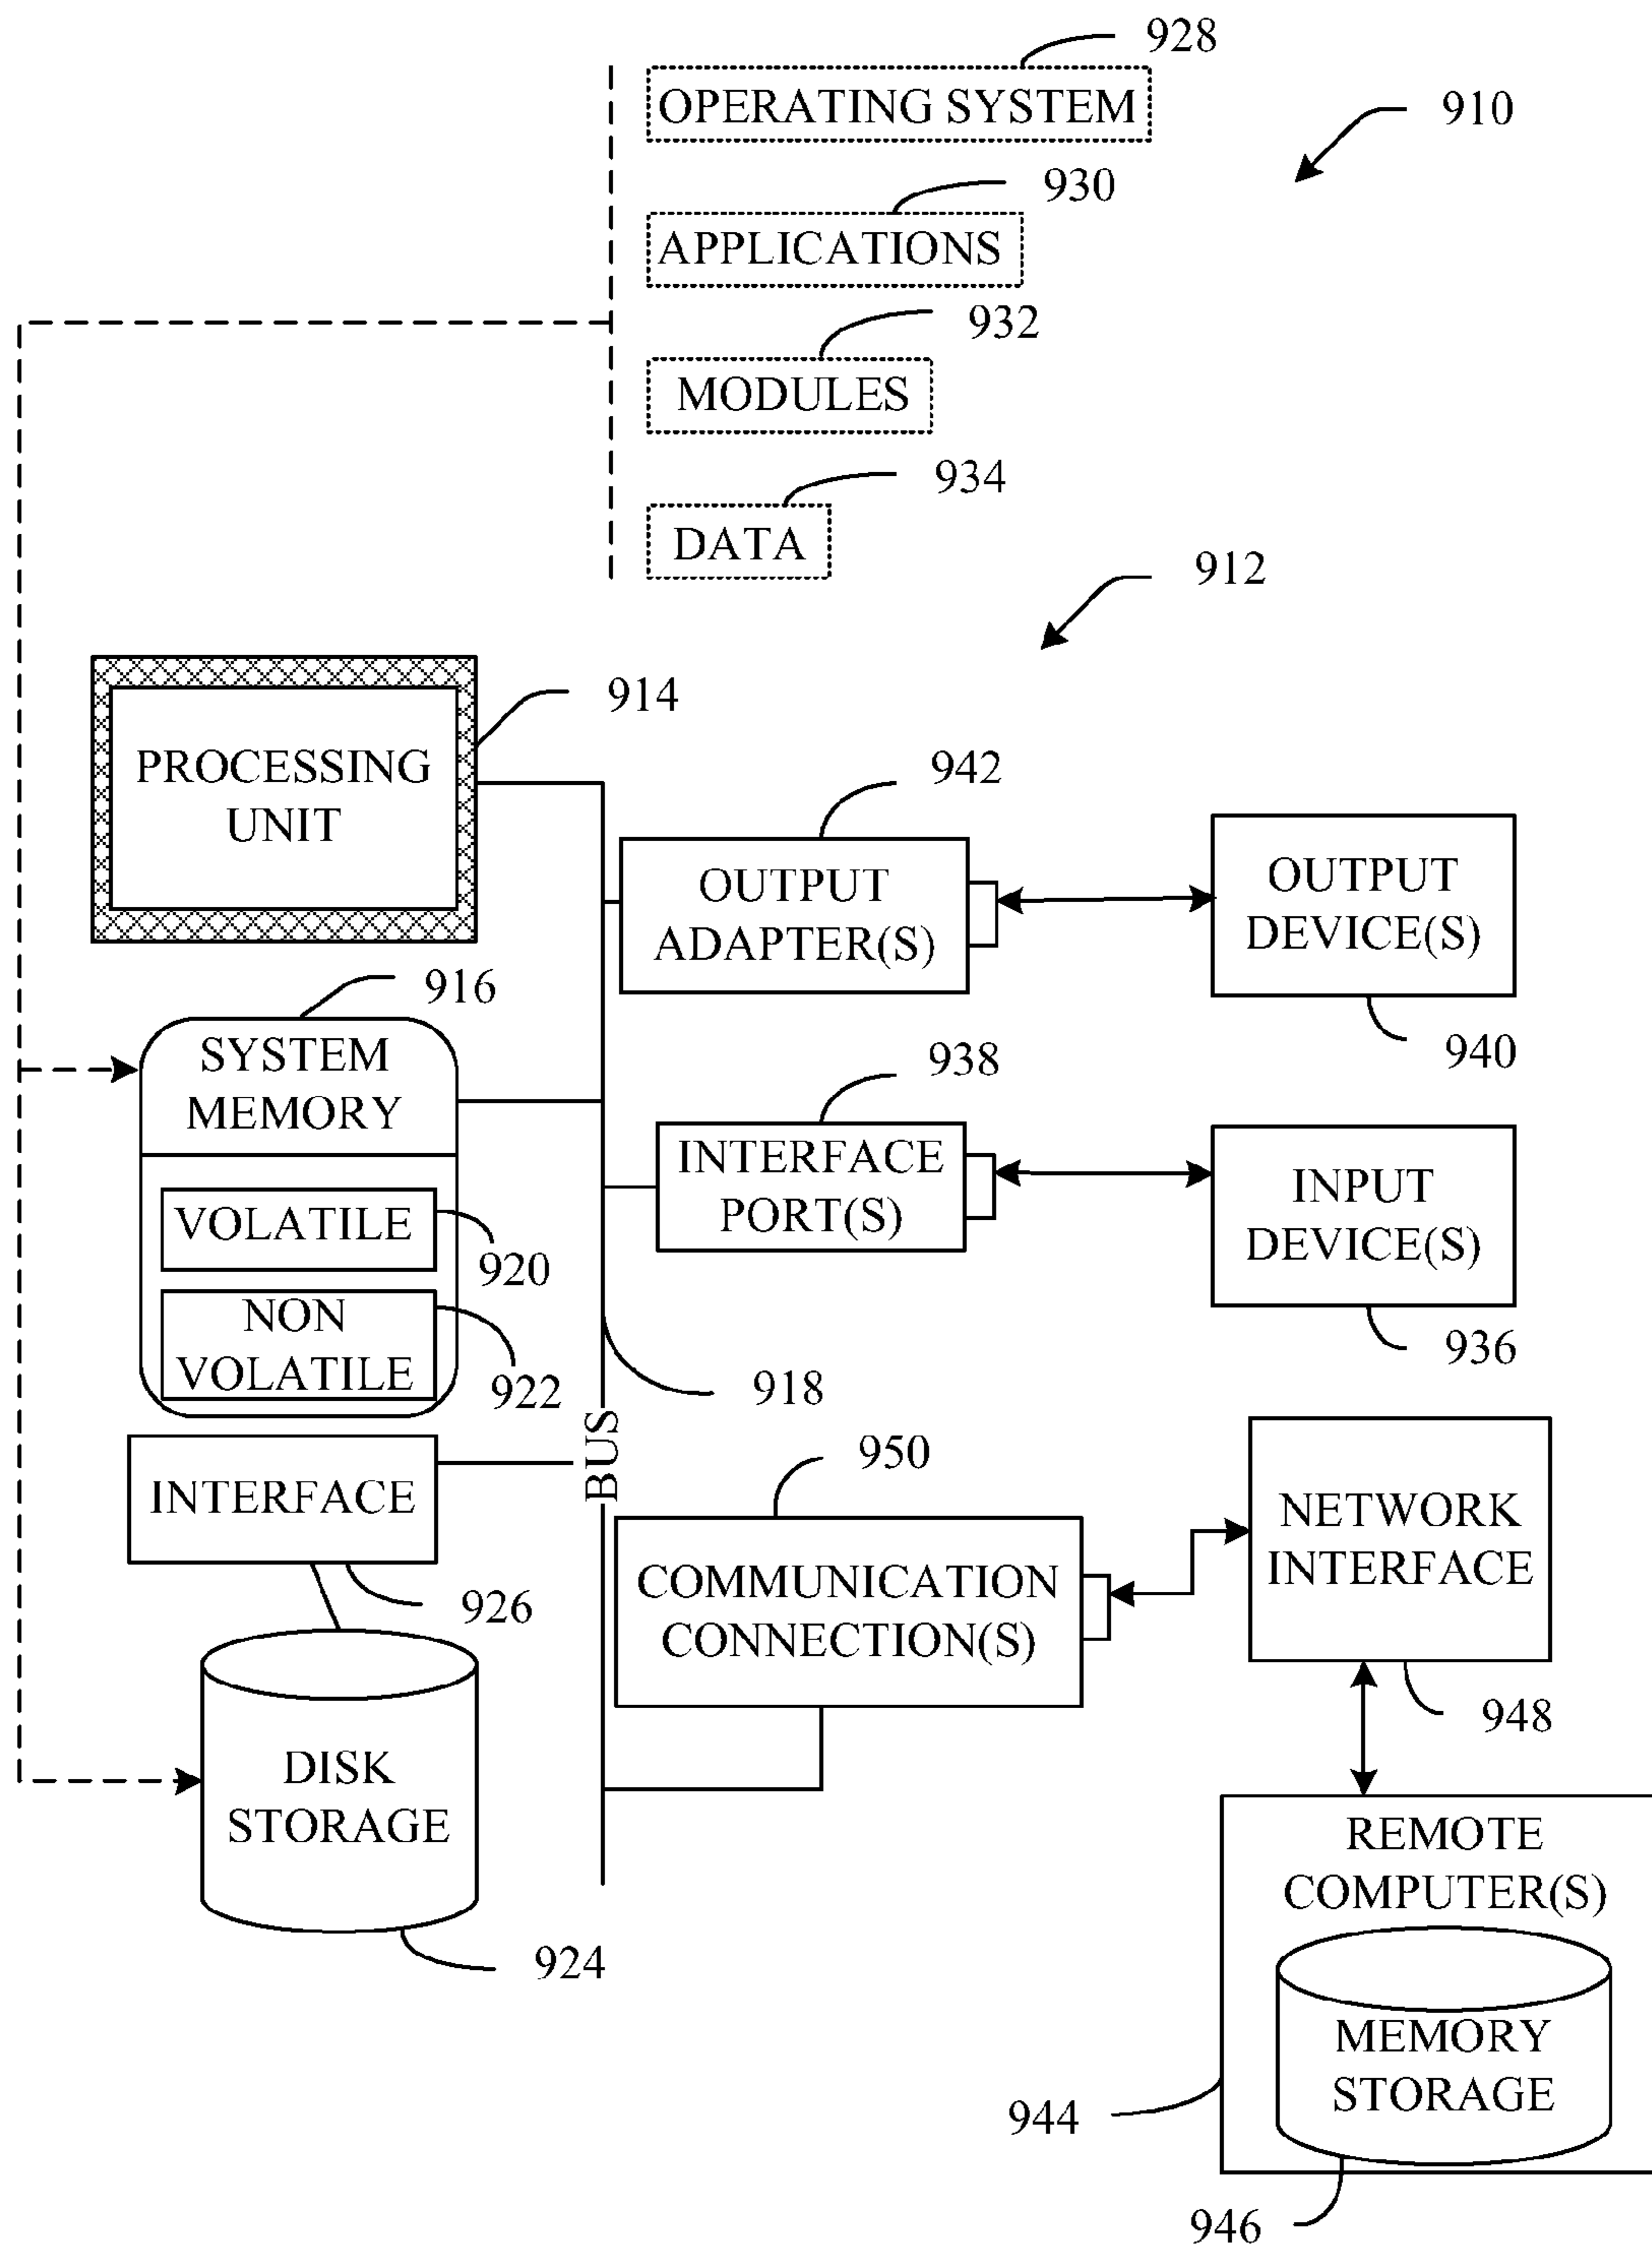 928
OPERATING SYSTEM
910
930
APPLICATIONS
932
MODULES
934
DATA
912
914
PROCESSING
UNIT
942
OUTPUT
ADAPTER(S)
OUTPUT
DEVICE(S)
940
916
SYSTEM
MEMORY
938
INTERFACE
PORT(S)
INPUT
DEVICE(S)
936
VOLATILE
920
NON
VOLATILE
922
918
BUS
950
INTERFACE
926
COMMUNICATION
CONNECTION(S)
NETWORK
INTERFACE
948
DISK
STORAGE
924
REMOTE
COMPUTER(S)
MEMORY
STORAGE
944
946